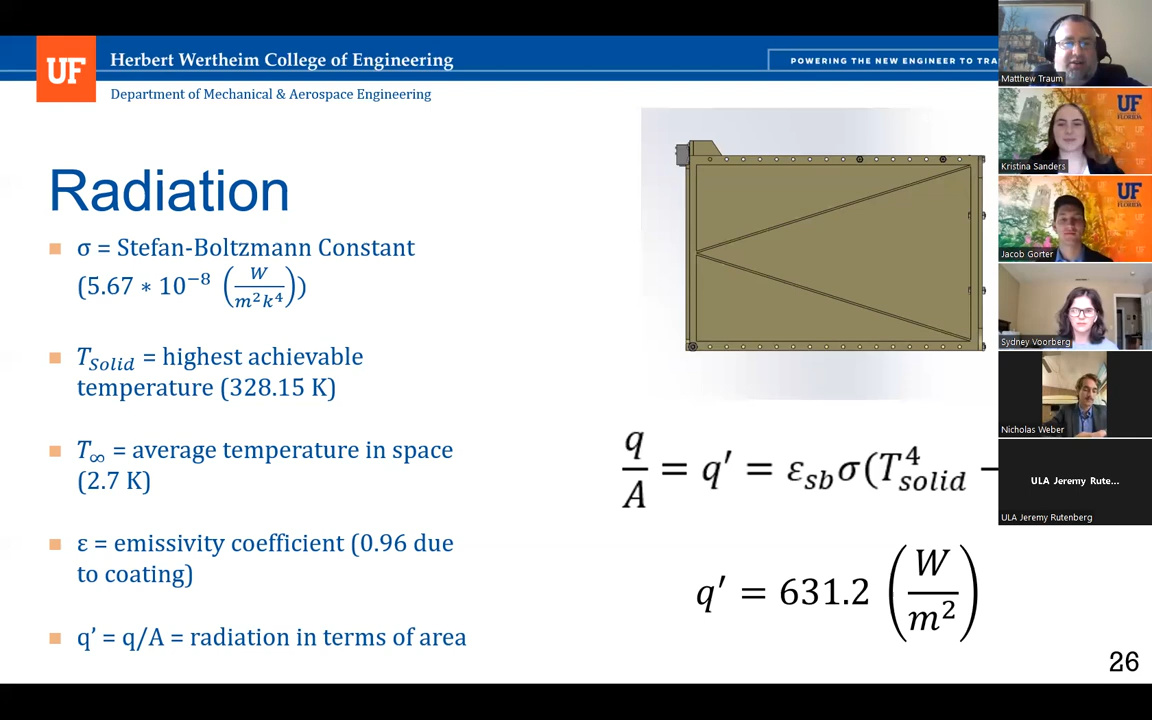 UF
Herbert Wertheim College of Engineering
POWERING THE NEW ENGINEER TO TRA
Department of Mechanical & Aerospace Engineering
Radiation
σ = Stefan-Boltzmann Constant
(5.67 * 10⁻⁸ (W/m²k⁴))
T_Solid = highest achievable
temperature (328.15 K)
T_∞ = average temperature in space
(2.7 K)
ε = emissivity coefficient (0.96 due
to coating)
q’ = q/A = radiation in terms of area
q/A = q′ = ε_sb σ(T⁴_solid −
q′ = 631.2 (W/m²)
26
Matthew Traum
UF
Kristina Sanders
UF
Jacob Gorter
Sydney Voorberg
Nicholas Weber
ULA Jeremy Rute...
ULA Jeremy Rutenberg